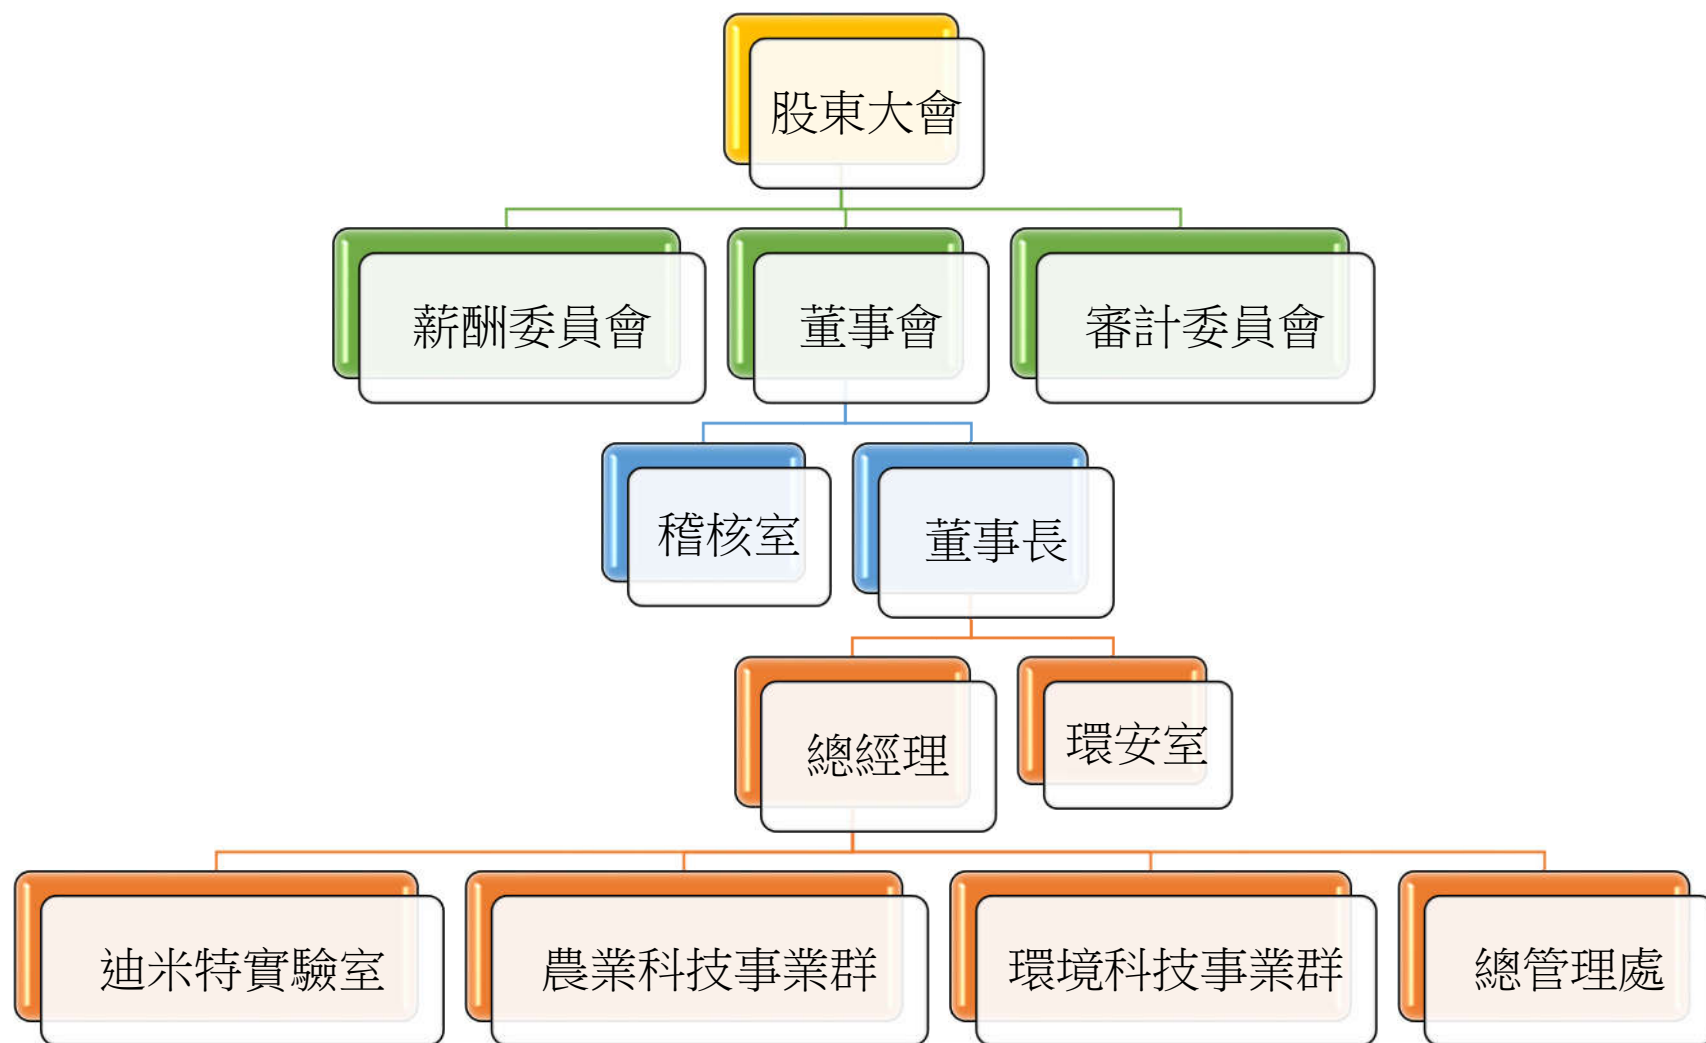 股東大會
薪酬委員會
董事會
審計委員會
稽核室
董事長
總經理
環安室
迪米特實驗室
農業科技事業群
環境科技事業群
總管理處